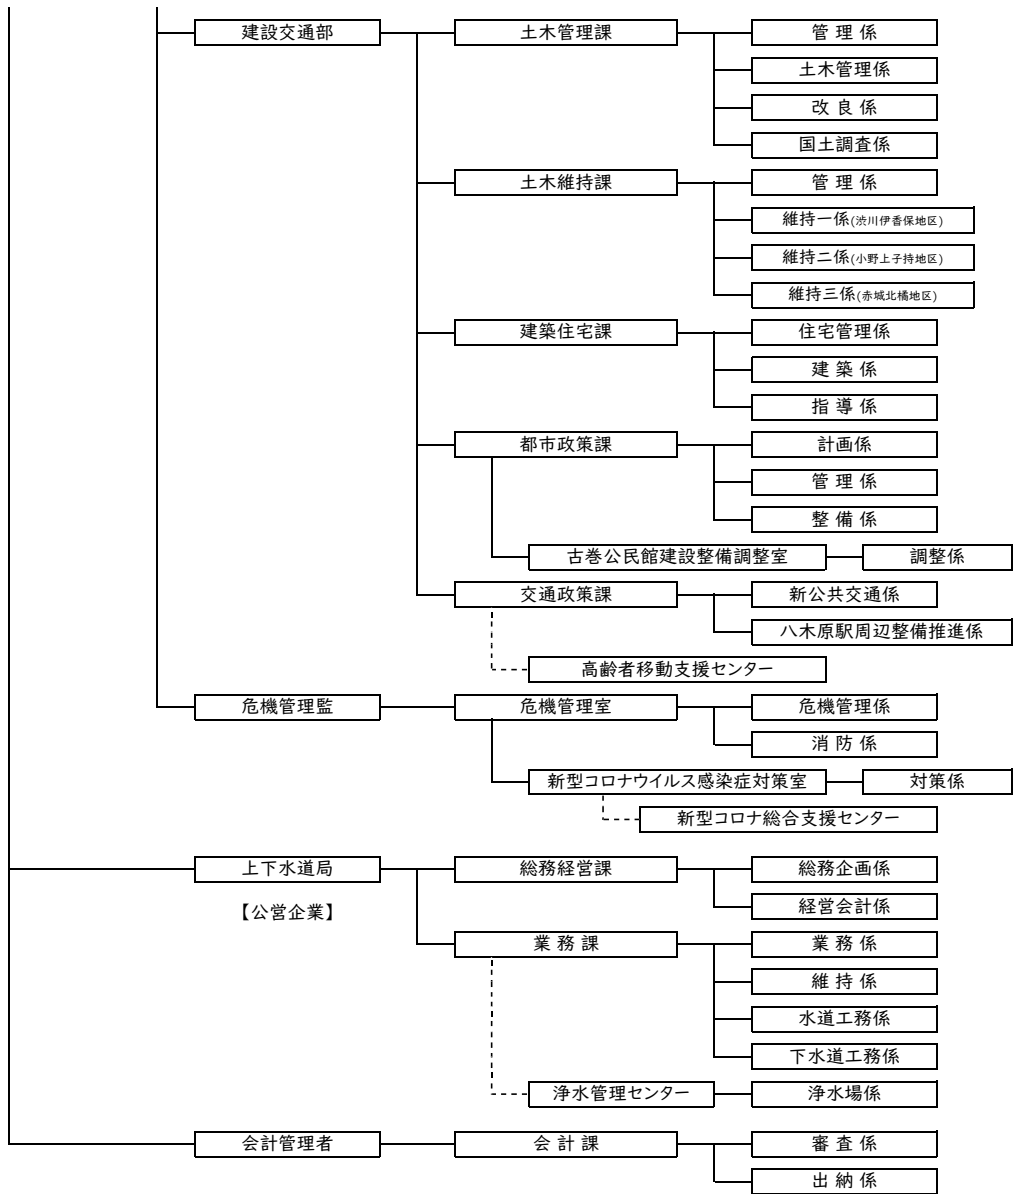 建設交通部 土木管理課 管理係
土木管理係
改良係
国土調査係
土木維持課 管理係
維持一係(渋川伊香保地区)
維持二係(小野上子持地区)
維持三係(赤城北橘地区)
建築住宅課 住宅管理係
建築係
指導係
都市政策課 計画係
管理係
整備係
古巻公民館建設整備調整室 調整係
交通政策課 新公共交通係
八木原駅周辺整備推進係
高齢者移動支援センター
危機管理監 危機管理室 危機管理係
消防係
新型コロナウイルス感染症対策室 対策係
新型コロナ総合支援センター
上下水道局 総務経営課 総務企画係
【公営企業】 経営会計係
業務課 業務係
維持係
水道工務係
下水道工務係
浄水管理センター 浄水場係
会計管理者 会計課 審査係
出納係